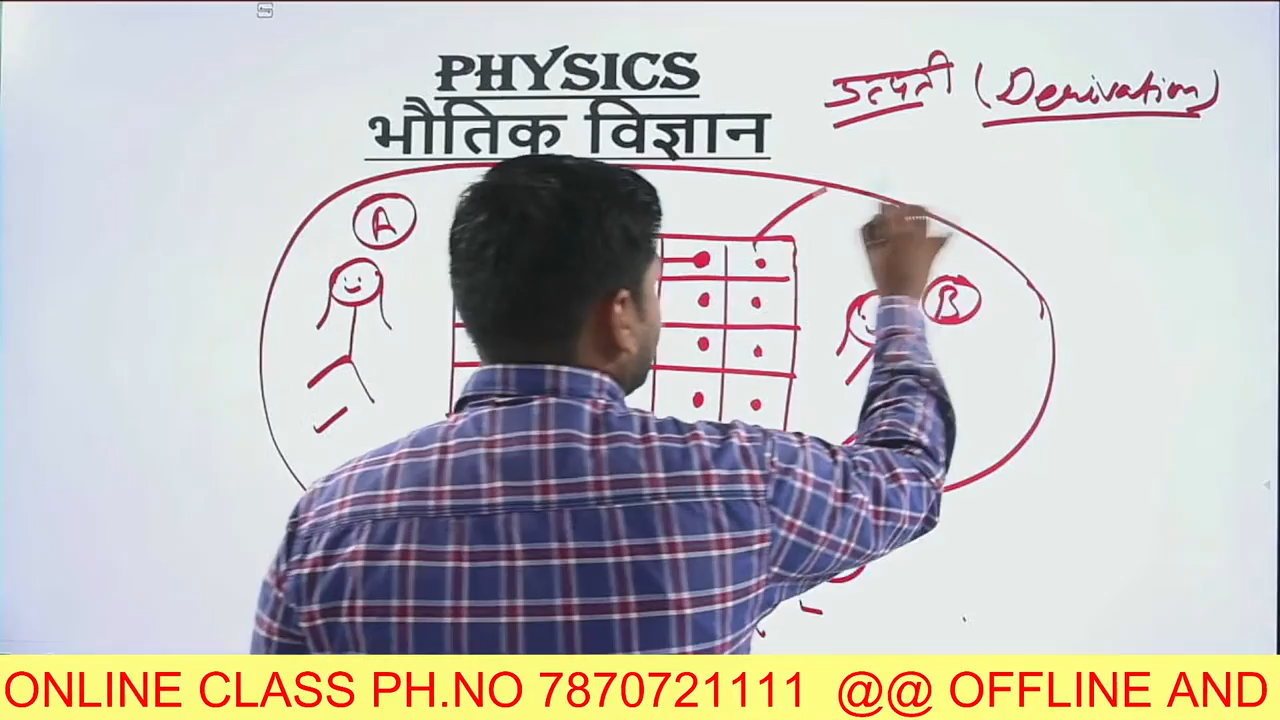 PHYSICS
भौतिक विज्ञान
उत्पती (Derivation)
A
B
ONLINE CLASS PH.NO 7870721111 @@ OFFLINE AND